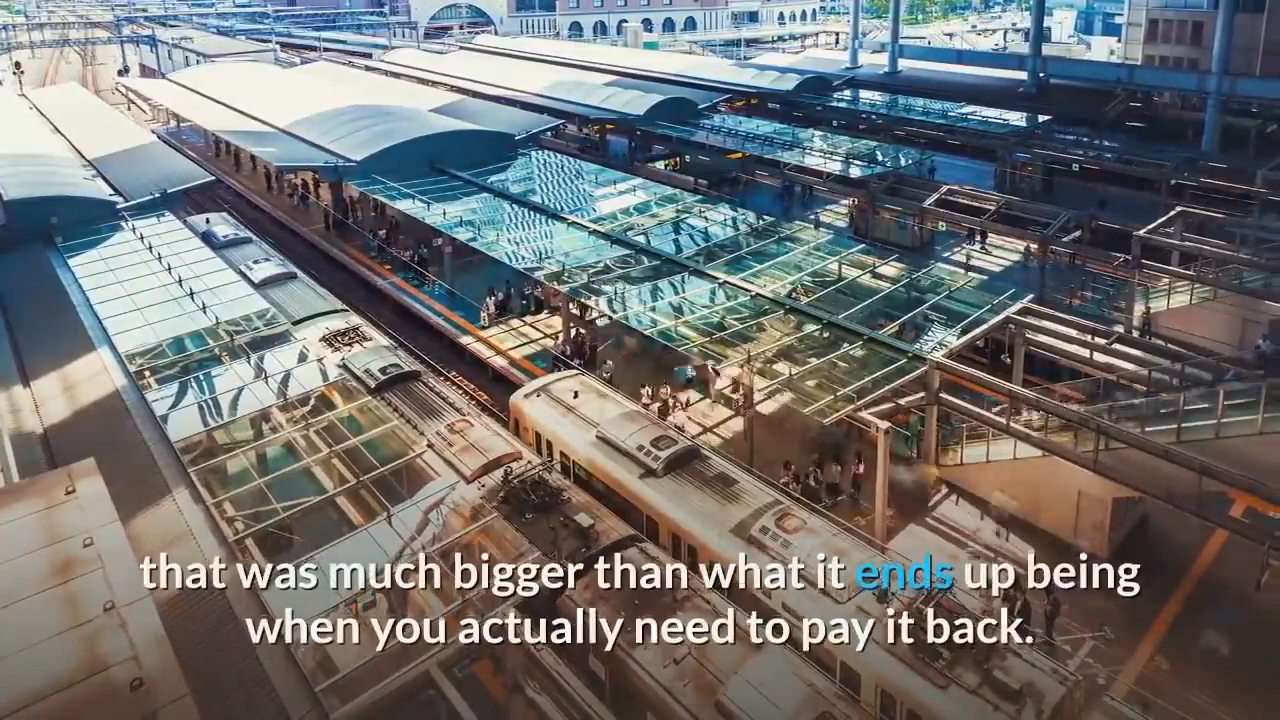 that was much bigger than what it ends up being
when you actually need to pay it back.